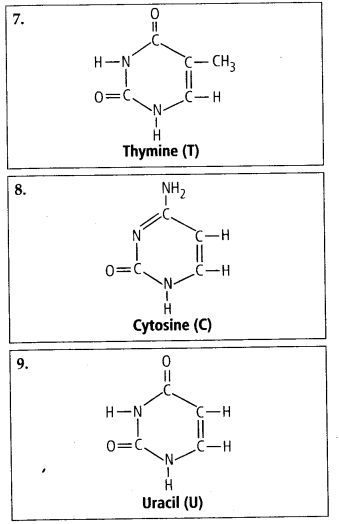 7.
O
C
H-N C-CH₃
O=C C-H
N
H
Thymine (T)
8.
NH₂
C
N C-H
O=C C-H
N
H
Cytosine (C)
9.
O
C
H-N C-H
O=C C-H
N
H
Uracil (U)